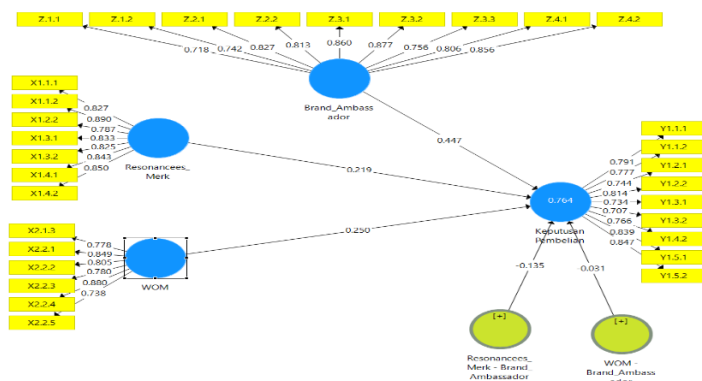 Z.1.1 Z.1.2 Z.2.1 Z.2.2 Z.3.1 Z.3.2 Z.3.3 Z.4.1 Z.4.2
0.718 0.742 0.827 0.813 0.860 0.877 0.756 0.806 0.856
Brand_Ambass
ador
X1.1.1
X1.1.2
X1.2.2
X1.3.1
X1.3.2
X1.4.1
X1.4.2
0.827
0.890
0.787
0.833
0.825
0.843
0.850
Resonancees_
Merk
0.447
0.219
0.250
X2.1.3
X2.2.1
X2.2.2
X2.2.3
X2.2.4
X2.2.5
0.778
0.849
0.805
0.780
0.880
0.738
WOM
0.764
Keputusan
Pembelian
0.791
0.777
0.744
0.814
0.734
0.707
0.766
0.839
0.847
Y1.1.1
Y1.1.2
Y1.2.1
Y1.2.2
Y1.3.1
Y1.3.2
Y1.4.2
Y1.5.1
Y1.5.2
-0.135
-0.031
[+]
Resonancees_
Merk - Brand_
Ambassador
[+]
WOM -
Brand_Ambass
ador